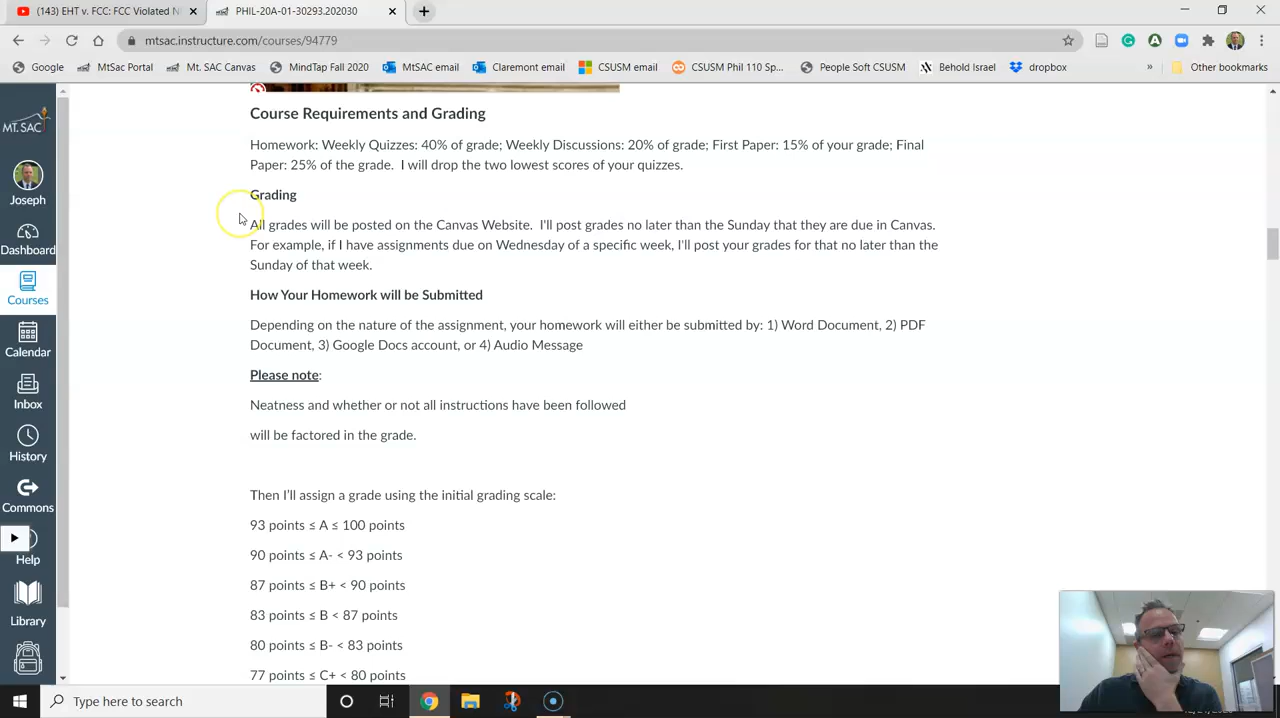 (143) EHT v. FCC: FCC Violated N
PHIL-20A-01-30293.202030
mtsac.instructure.com/courses/94779
Google
MtSac Portal
Mt. SAC Canvas
MindTap Fall 2020
MtSAC email
Claremont email
CSUSM email
CSUSM Phil 110 Sp...
People Soft CSUSM
Behold Israel
dropbox
»
Other bookmarks
MT. SAC
Joseph
Dashboard
Courses
Calendar
Inbox
History
Commons
Help
Library
Course Requirements and Grading
Homework: Weekly Quizzes: 40% of grade; Weekly Discussions: 20% of grade; First Paper: 15% of your grade; Final
Paper: 25% of the grade.  I will drop the two lowest scores of your quizzes.
Grading
All grades will be posted on the Canvas Website.  I'll post grades no later than the Sunday that they are due in Canvas.
For example, if I have assignments due on Wednesday of a specific week, I'll post your grades for that no later than the
Sunday of that week.
How Your Homework will be Submitted
Depending on the nature of the assignment, your homework will either be submitted by: 1) Word Document, 2) PDF
Document, 3) Google Docs account, or 4) Audio Message
Please note:
Neatness and whether or not all instructions have been followed
will be factored in the grade.
Then I'll assign a grade using the initial grading scale:
93 points ≤ A ≤ 100 points
90 points ≤ A- < 93 points
87 points ≤ B+ < 90 points
83 points ≤ B < 87 points
80 points ≤ B- < 83 points
77 points ≤ C+ < 80 points
Type here to search